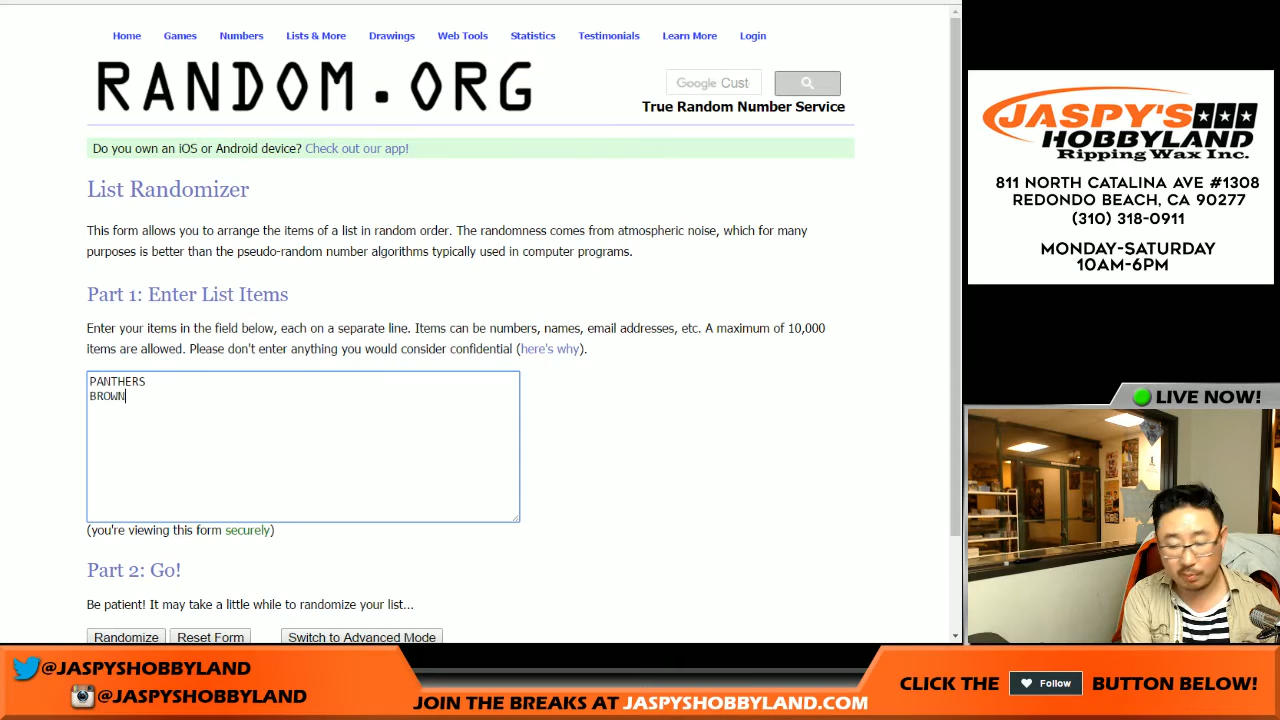 Home Games Numbers Lists & More Drawings Web Tools Statistics Testimonials Learn More Login
RANDOM.ORG
Google Cust
True Random Number Service
Do you own an iOS or Android device? Check out our app!
List Randomizer
This form allows you to arrange the items of a list in random order. The randomness comes from atmospheric noise, which for many
purposes is better than the pseudo-random number algorithms typically used in computer programs.
Part 1: Enter List Items
Enter your items in the field below, each on a separate line. Items can be numbers, names, email addresses, etc. A maximum of 10,000
items are allowed. Please don't enter anything you would consider confidential (here's why).
PANTHERS
BROWN
(you're viewing this form securely)
Part 2: Go!
Be patient! It may take a little while to randomize your list...
Randomize Reset Form Switch to Advanced Mode
JASPY'S
HOBBYLAND
Ripping Wax Inc.
811 NORTH CATALINA AVE #1308
REDONDO BEACH, CA 90277
(310) 318-0911
MONDAY-SATURDAY
10AM-6PM
LIVE NOW!
@JASPYSHOBBYLAND
@JASPYSHOBBYLAND
JOIN THE BREAKS AT JASPYSHOBBYLAND.COM
CLICK THE Follow BUTTON BELOW!